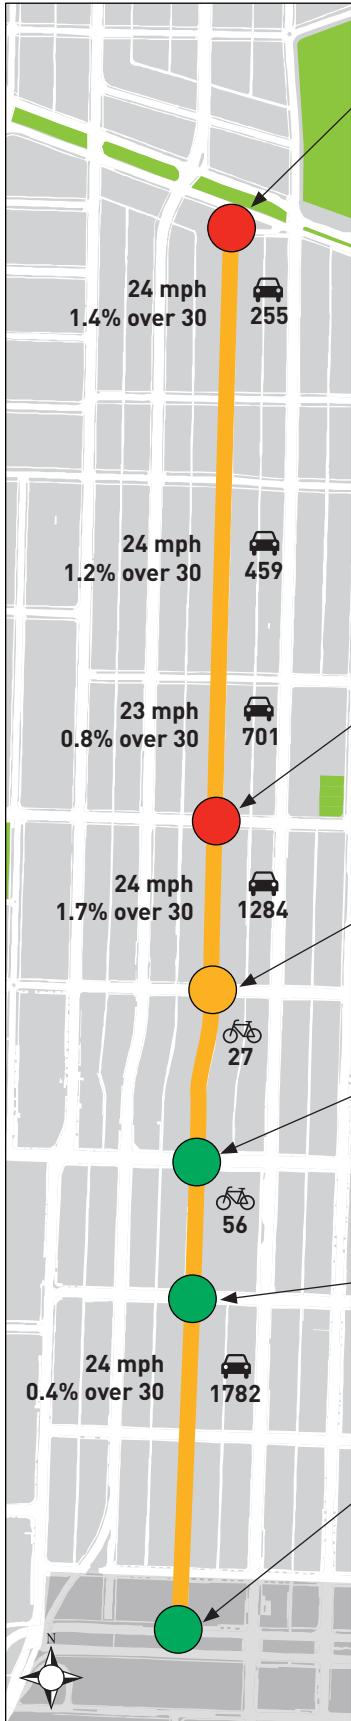 24 mph
1.4% over 30
255
24 mph
1.2% over 30
459
23 mph
0.8% over 30
701
24 mph
1.7% over 30
1284
27
56
24 mph
0.4% over 30
1782
N